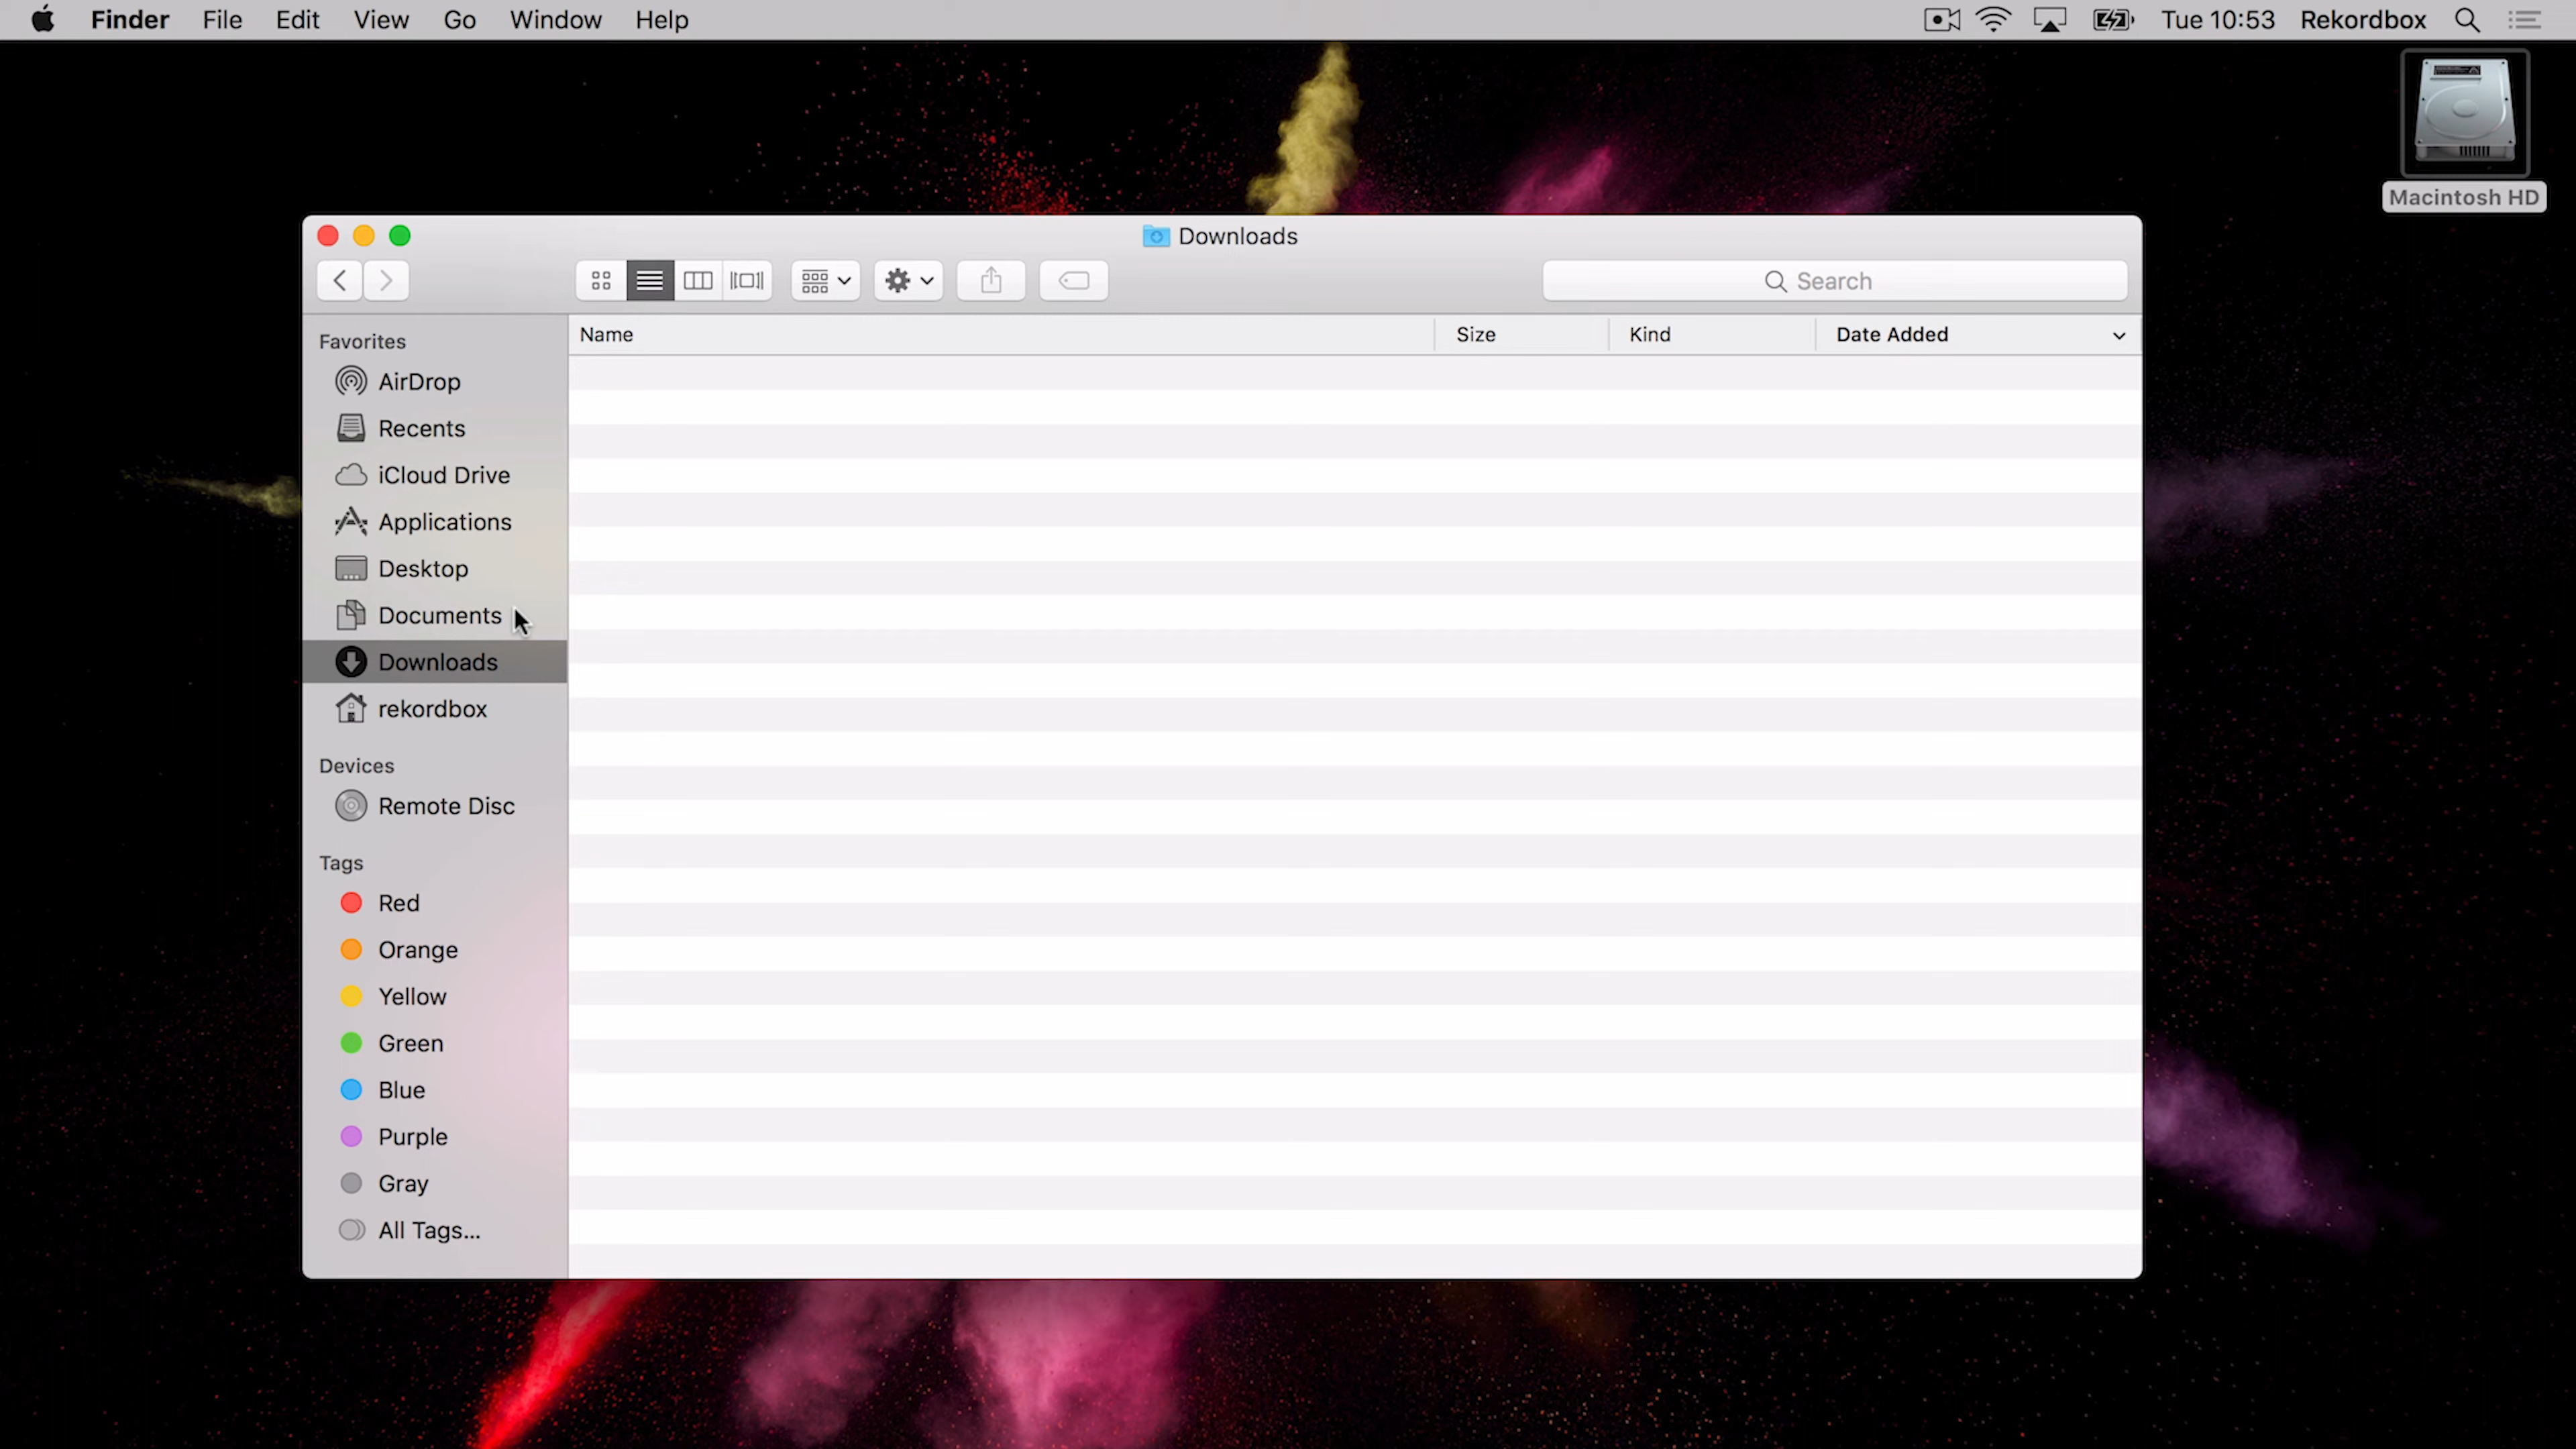 Finder File Edit View Go Window Help Tue 10:53 Rekordbox
Macintosh HD
Downloads
Search
Favorites
AirDrop
Recents
iCloud Drive
Applications
Desktop
Documents
Downloads
rekordbox
Devices
Remote Disc
Tags
Red
Orange
Yellow
Green
Blue
Purple
Gray
All Tags...
Name Size Kind Date Added